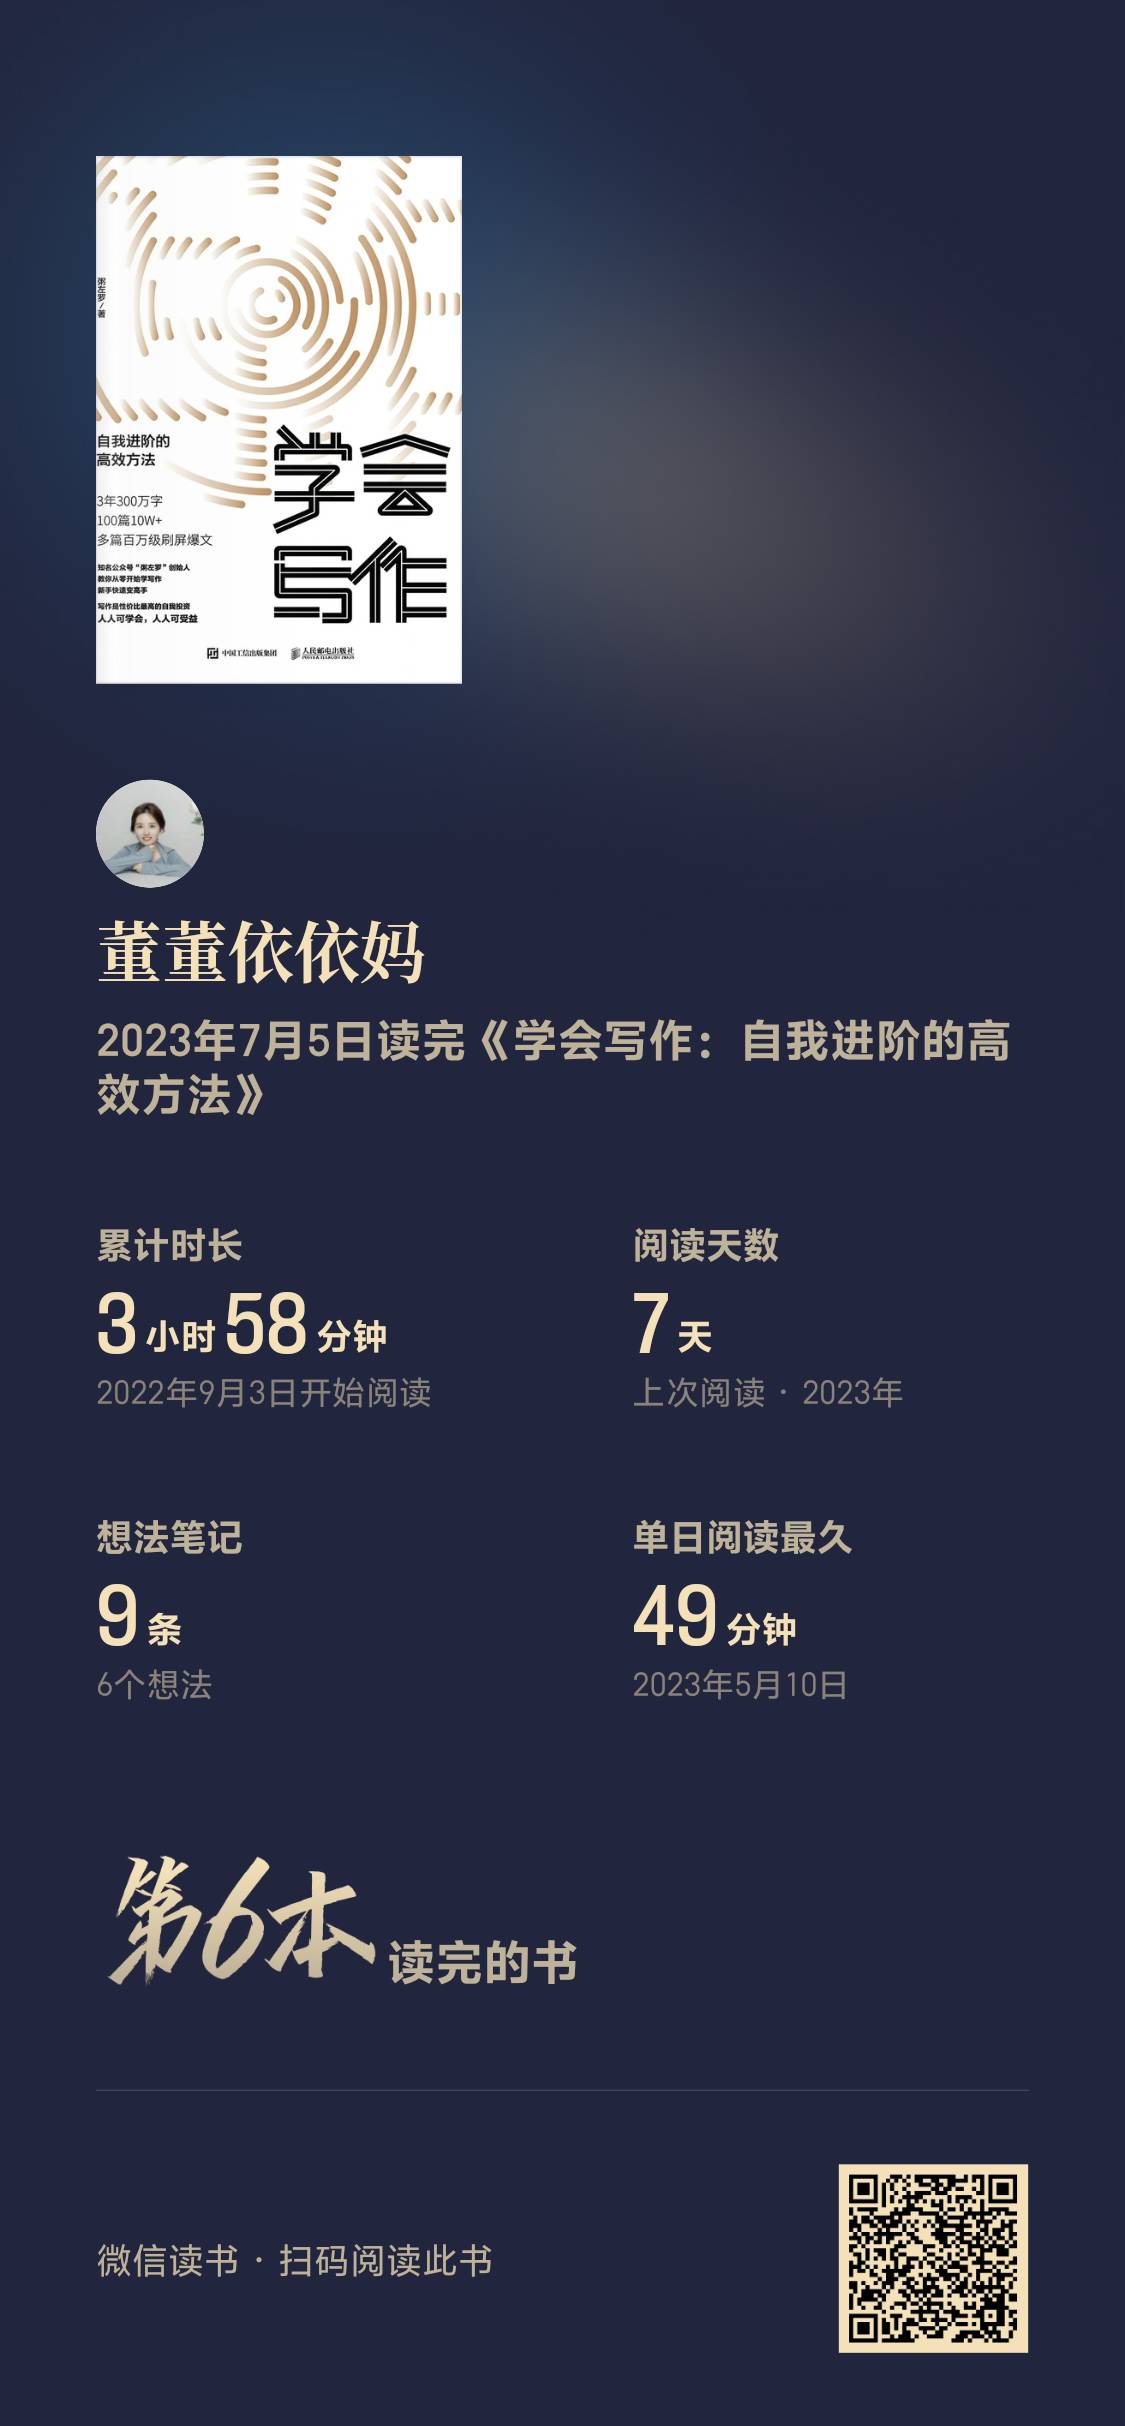 粥左罗/著
自我进阶的
高效方法
3年300万字
100篇10W+
多篇百万级刷屏爆文
知名公众号“粥左罗”创始人
教你从零开始学写作
新手快速变高手
写作是性价比最高的自我投资
人人可学会，人人可受益
学会
写作
中国工信出版集团 人民邮电出版社
董董依依妈
2023年7月5日读完《学会写作：自我进阶的高
效方法》
累计时长
3小时58分钟
2022年9月3日开始阅读
阅读天数
7天
上次阅读 · 2023年
想法笔记
9条
6个想法
单日阅读最久
49分钟
2023年5月10日
第6本读完的书
微信读书 · 扫码阅读此书